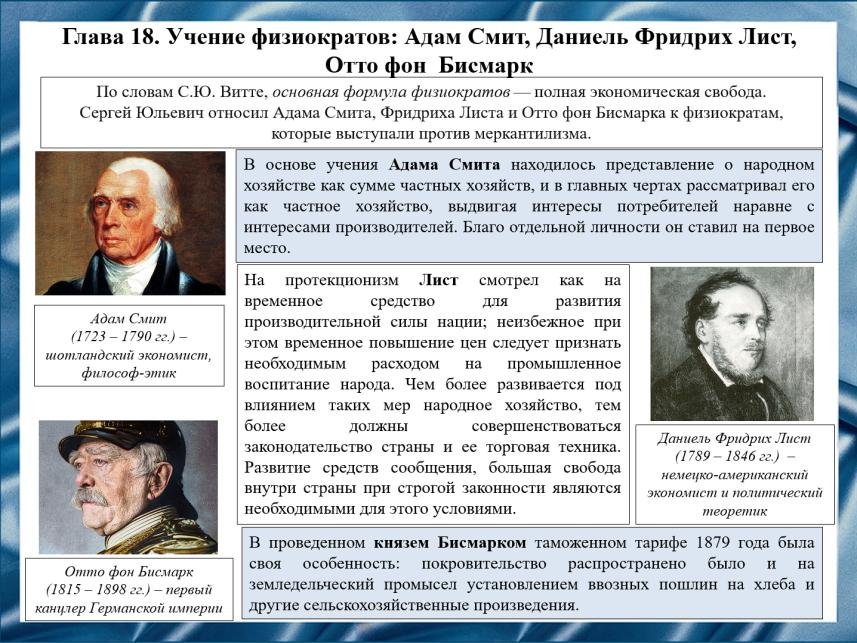 Глава 18. Учение физиократов: Адам Смит, Даниель Фридрих Лист,
Отто фон Бисмарк
По словам С.Ю. Витте, основная формула физиократов — полная экономическая свобода.
Сергей Юльевич относил Адама Смита, Фридриха Листа и Отто фон Бисмарка к физиократам,
которые выступали против меркантилизма.
В основе учения Адама Смита находилось представление о народном
хозяйстве как сумме частных хозяйств, и в главных чертах рассматривал его
как частное хозяйство, выдвигая интересы потребителей наравне с
интересами производителей. Благо отдельной личности он ставил на первое
место.
Адам Смит
(1723 – 1790 гг.) –
шотландский экономист,
философ-этик
На протекционизм Лист смотрел как на
временное средство для развития
производительной силы нации; неизбежное при
этом временное повышение цен следует признать
необходимым расходом на промышленное
воспитание народа. Чем более развивается под
влиянием таких мер народное хозяйство, тем
более должны совершенствоваться
законодательство страны и ее торговая техника.
Развитие средств сообщения, большая свобода
внутри страны при строгой законности являются
необходимыми для этого условиями.
Даниель Фридрих Лист
(1789 – 1846 гг.) –
немецко-американский
экономист и политический
теоретик
Отто фон Бисмарк
(1815 – 1898 гг.) – первый
канцлер Германской империи
В проведенном князем Бисмарком таможенном тарифе 1879 года была
своя особенность: покровительство распространено было и на
земледельческий промысел установлением ввозных пошлин на хлеба и
другие сельскохозяйственные произведения.